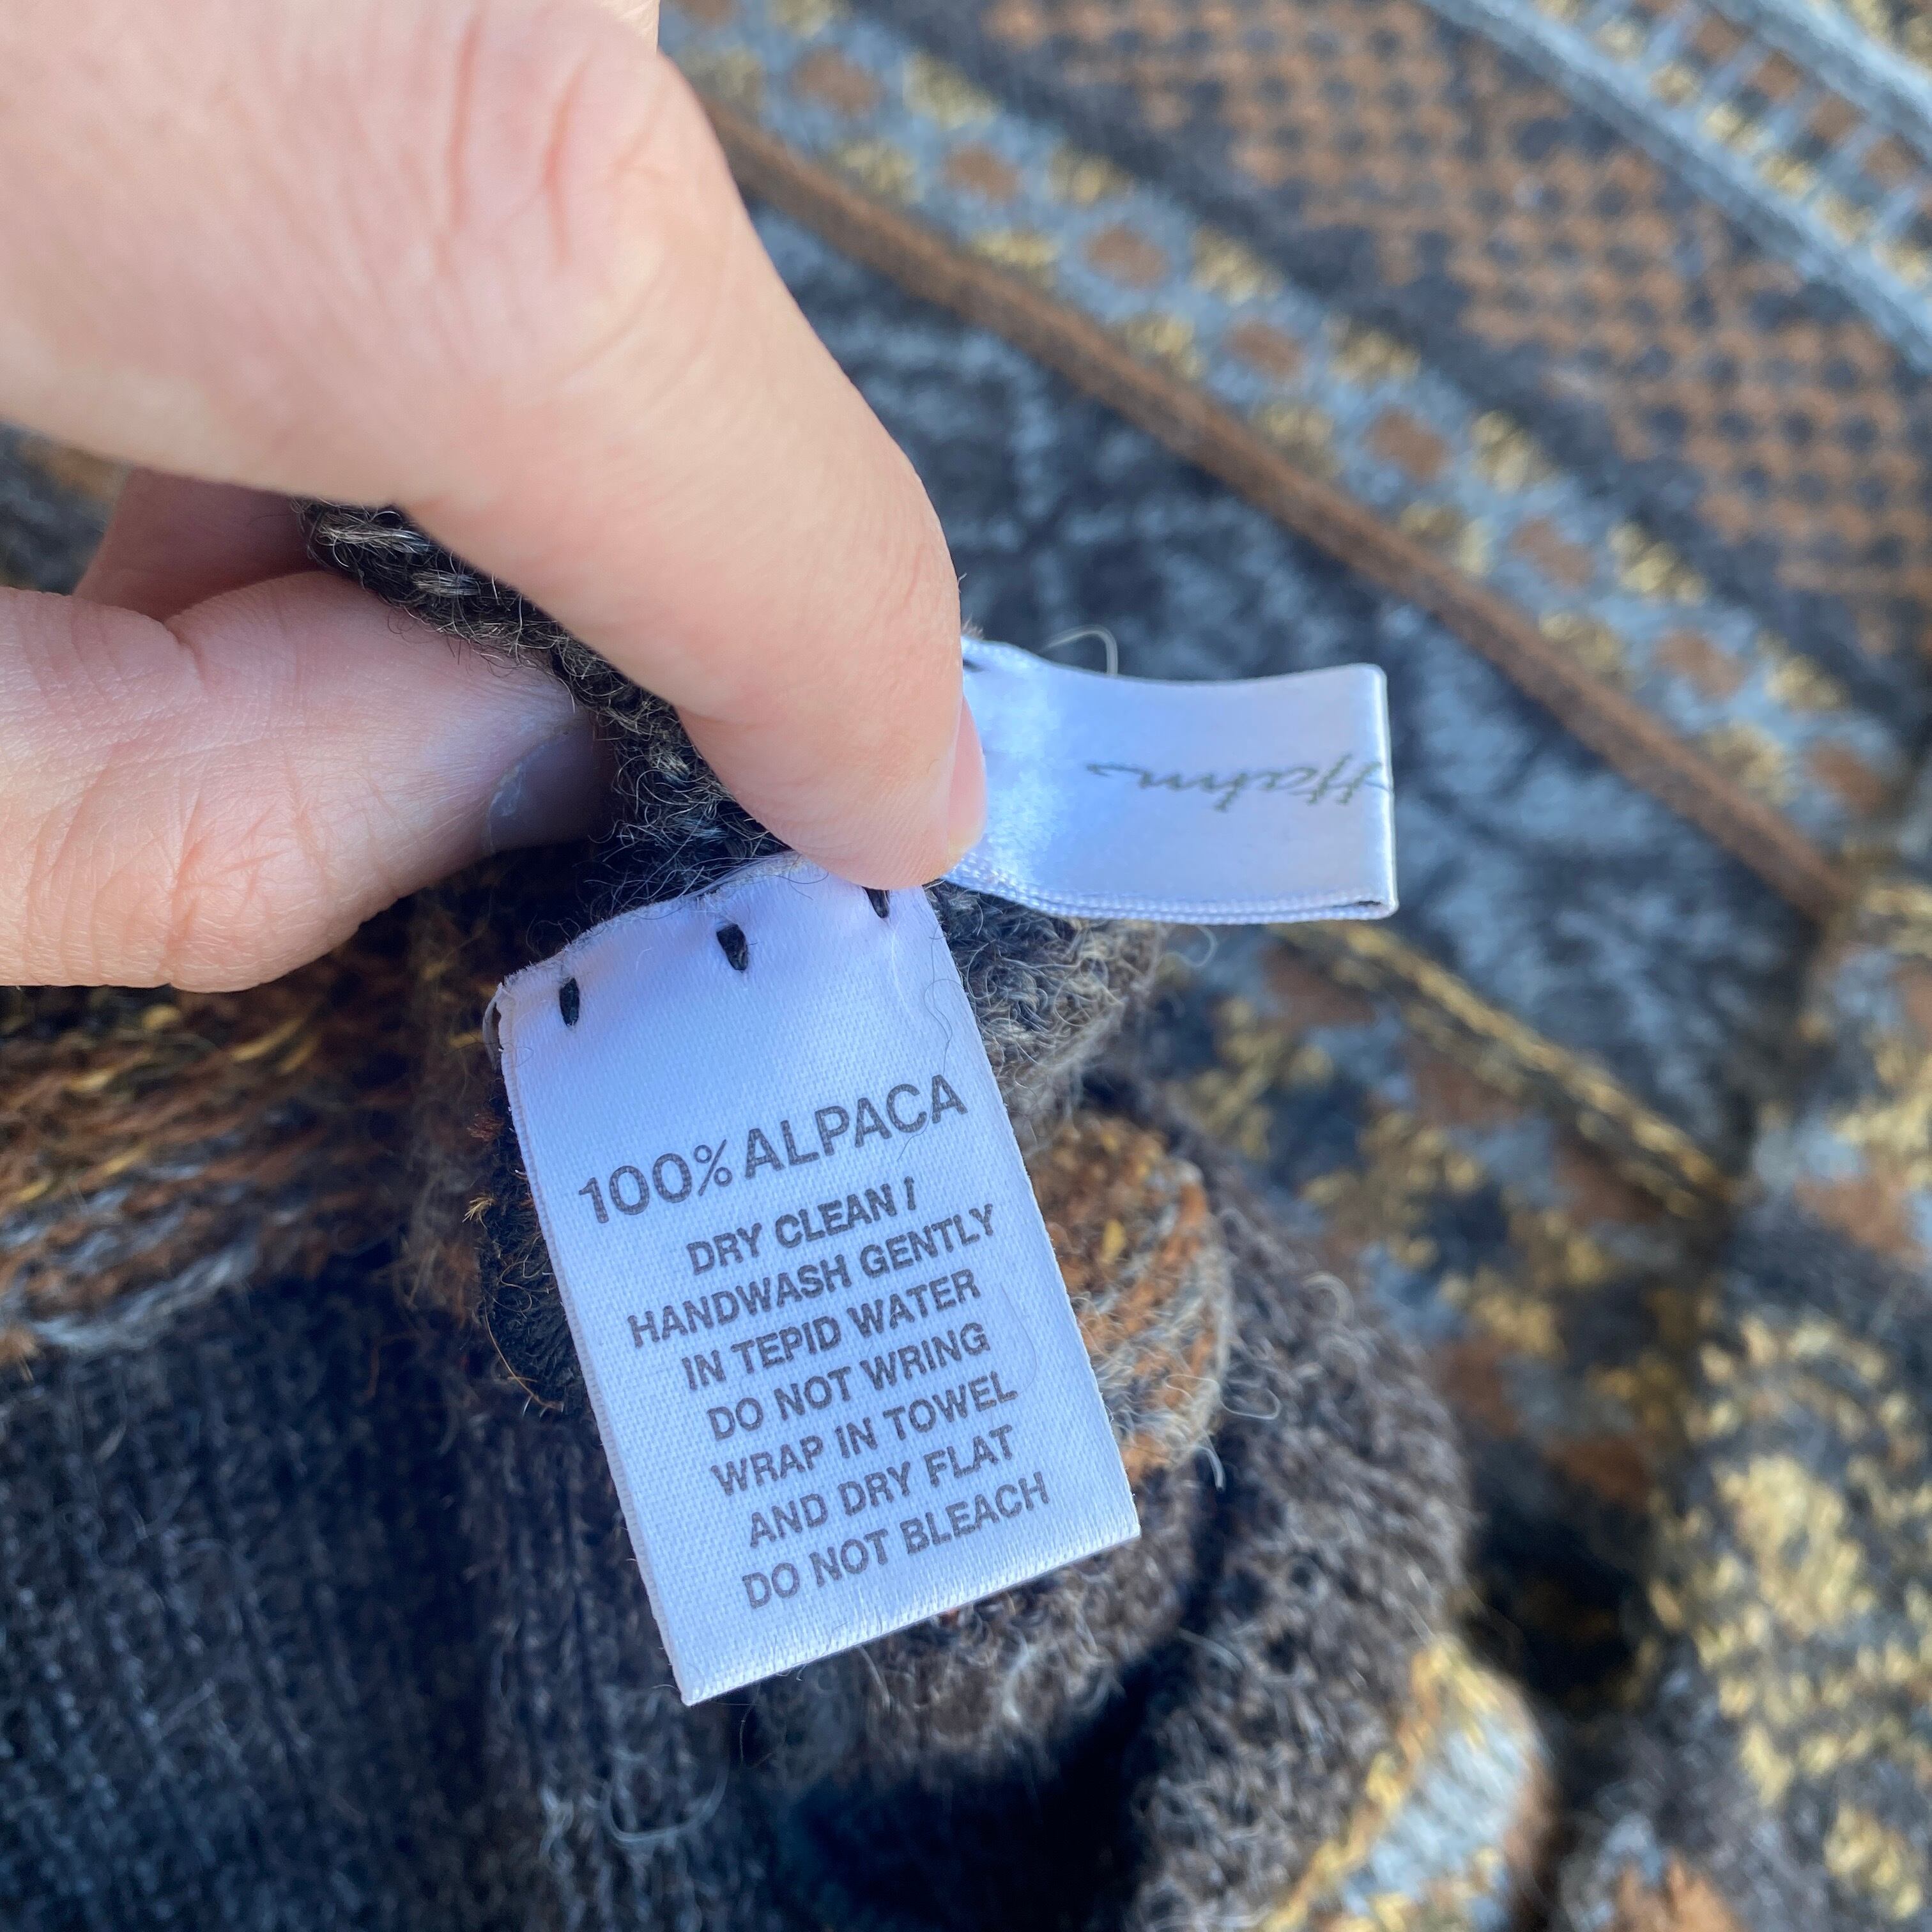 100% ALPACA
DRY CLEAN /
HANDWASH GENTLY
IN TEPID WATER
DO NOT WRING
WRAP IN TOWEL
AND DRY FLAT
DO NOT BLEACH